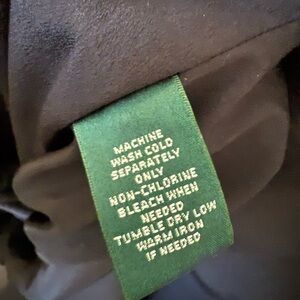 MACHINE
WASH COLD
SEPARATELY
ONLY
NON-CHLORINE
BLEACH WHEN
NEEDED
TUMBLE DRY LOW
WARM IRON
IF NEEDED